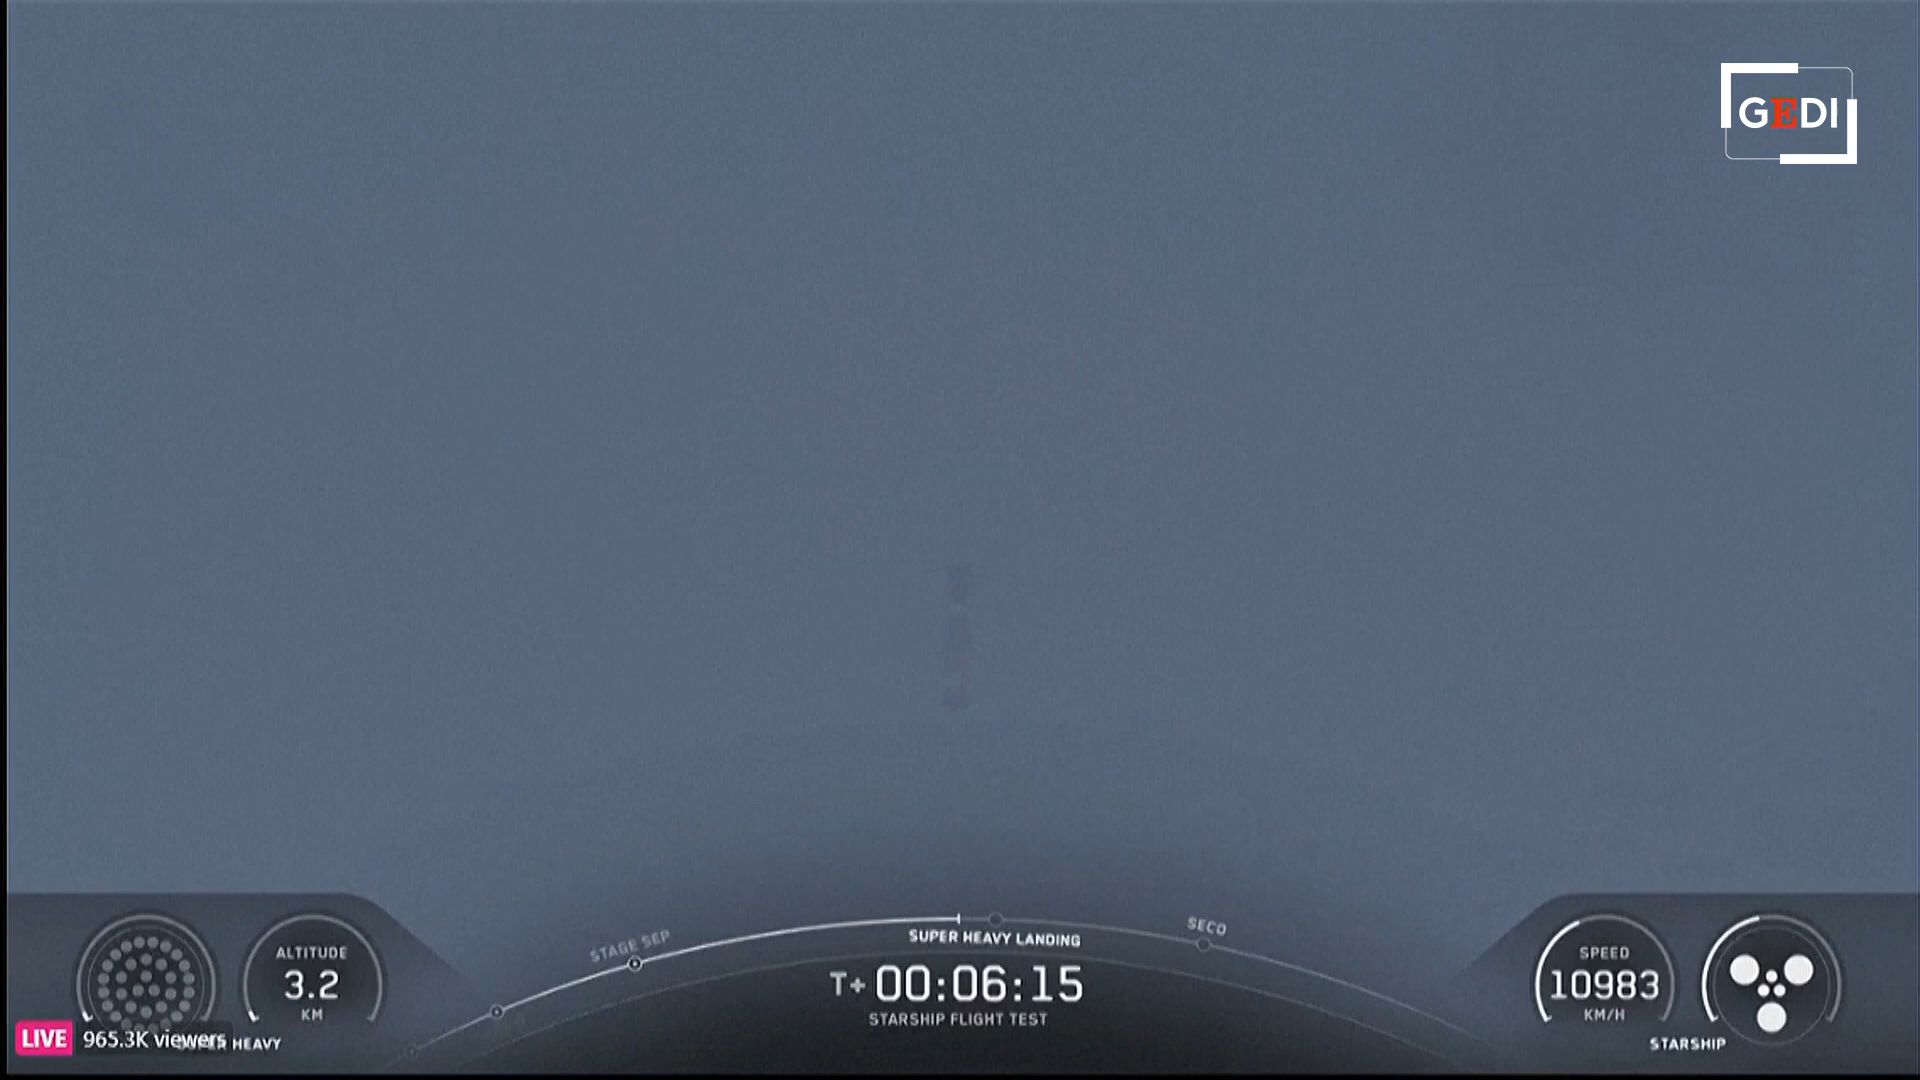 GEDI
STAGE SEP
SUPER HEAVY LANDING
SECO
ALTITUDE
3.2
KM
T+00:06:15
STARSHIP FLIGHT TEST
SPEED
10983
KM/H
LIVE 965.3K viewers
HEAVY
STARSHIP